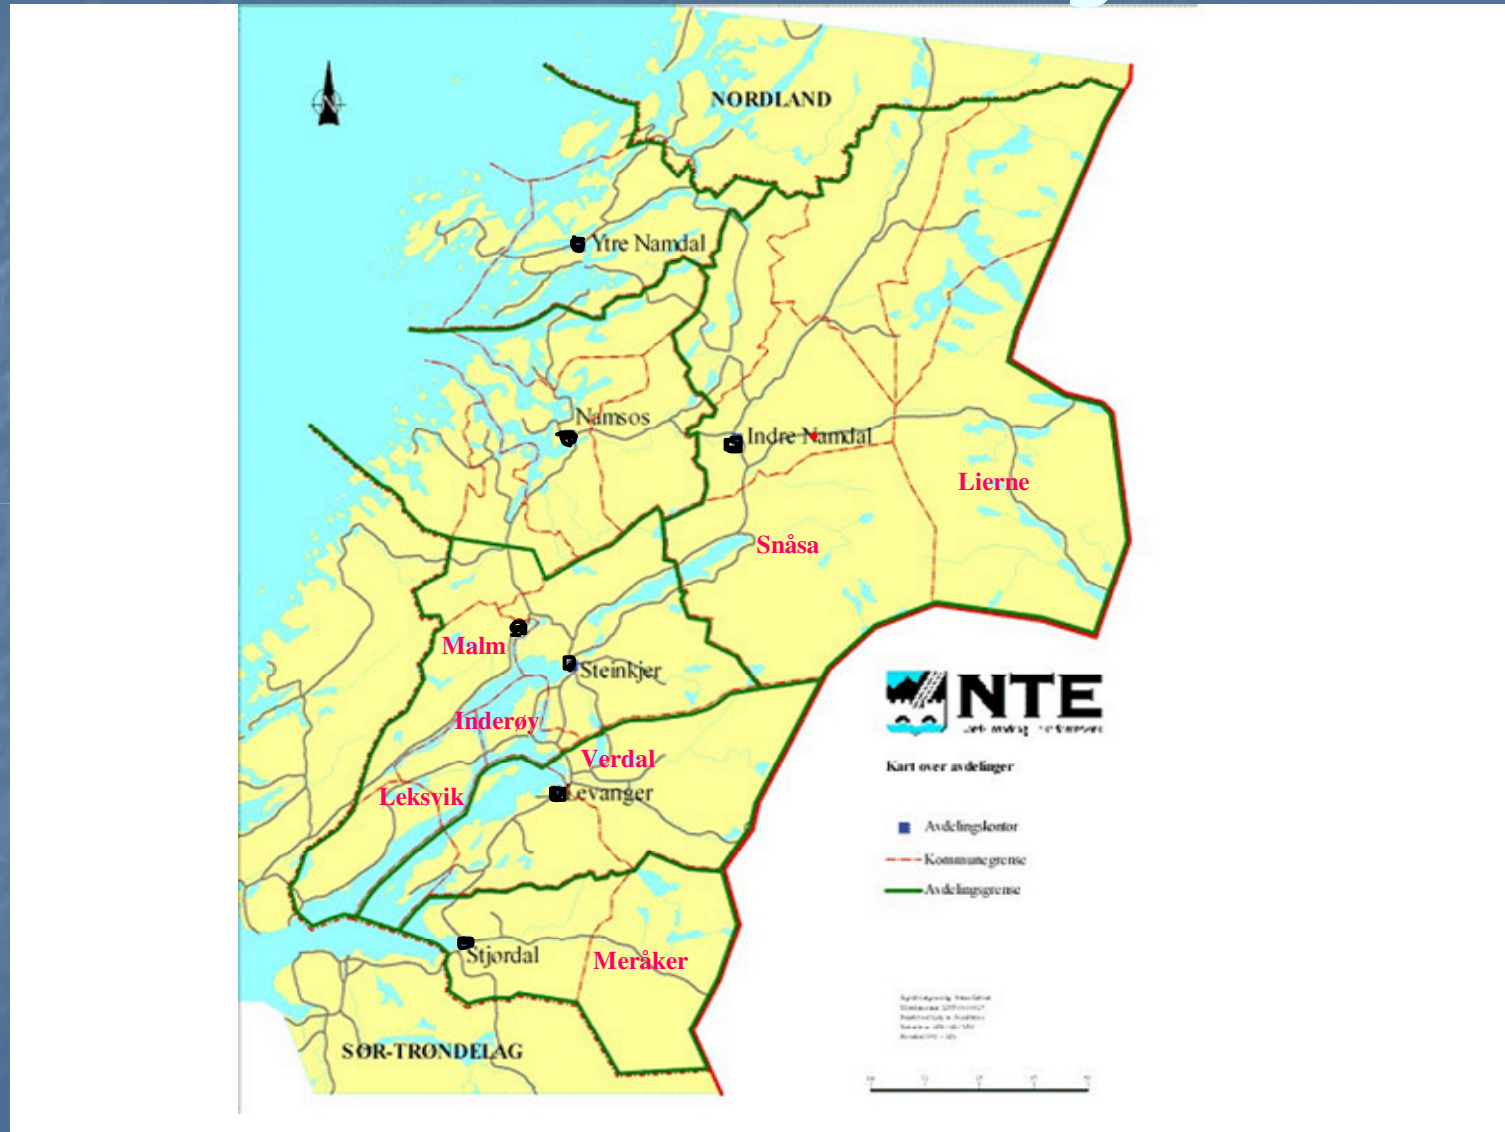 N
NORDLAND
Ytre Namdal
Namsos
Indre Namdal
Lierne
Snåsa
Malm
Steinkjer
Inderøy
Verdal
Leksvik
Levanger
Stjørdal
Meråker
SØR-TRØNDELAG
NTE
Kart over avdelinger
Avdelingskontor
Kommunegrense
Avdelingsgrense